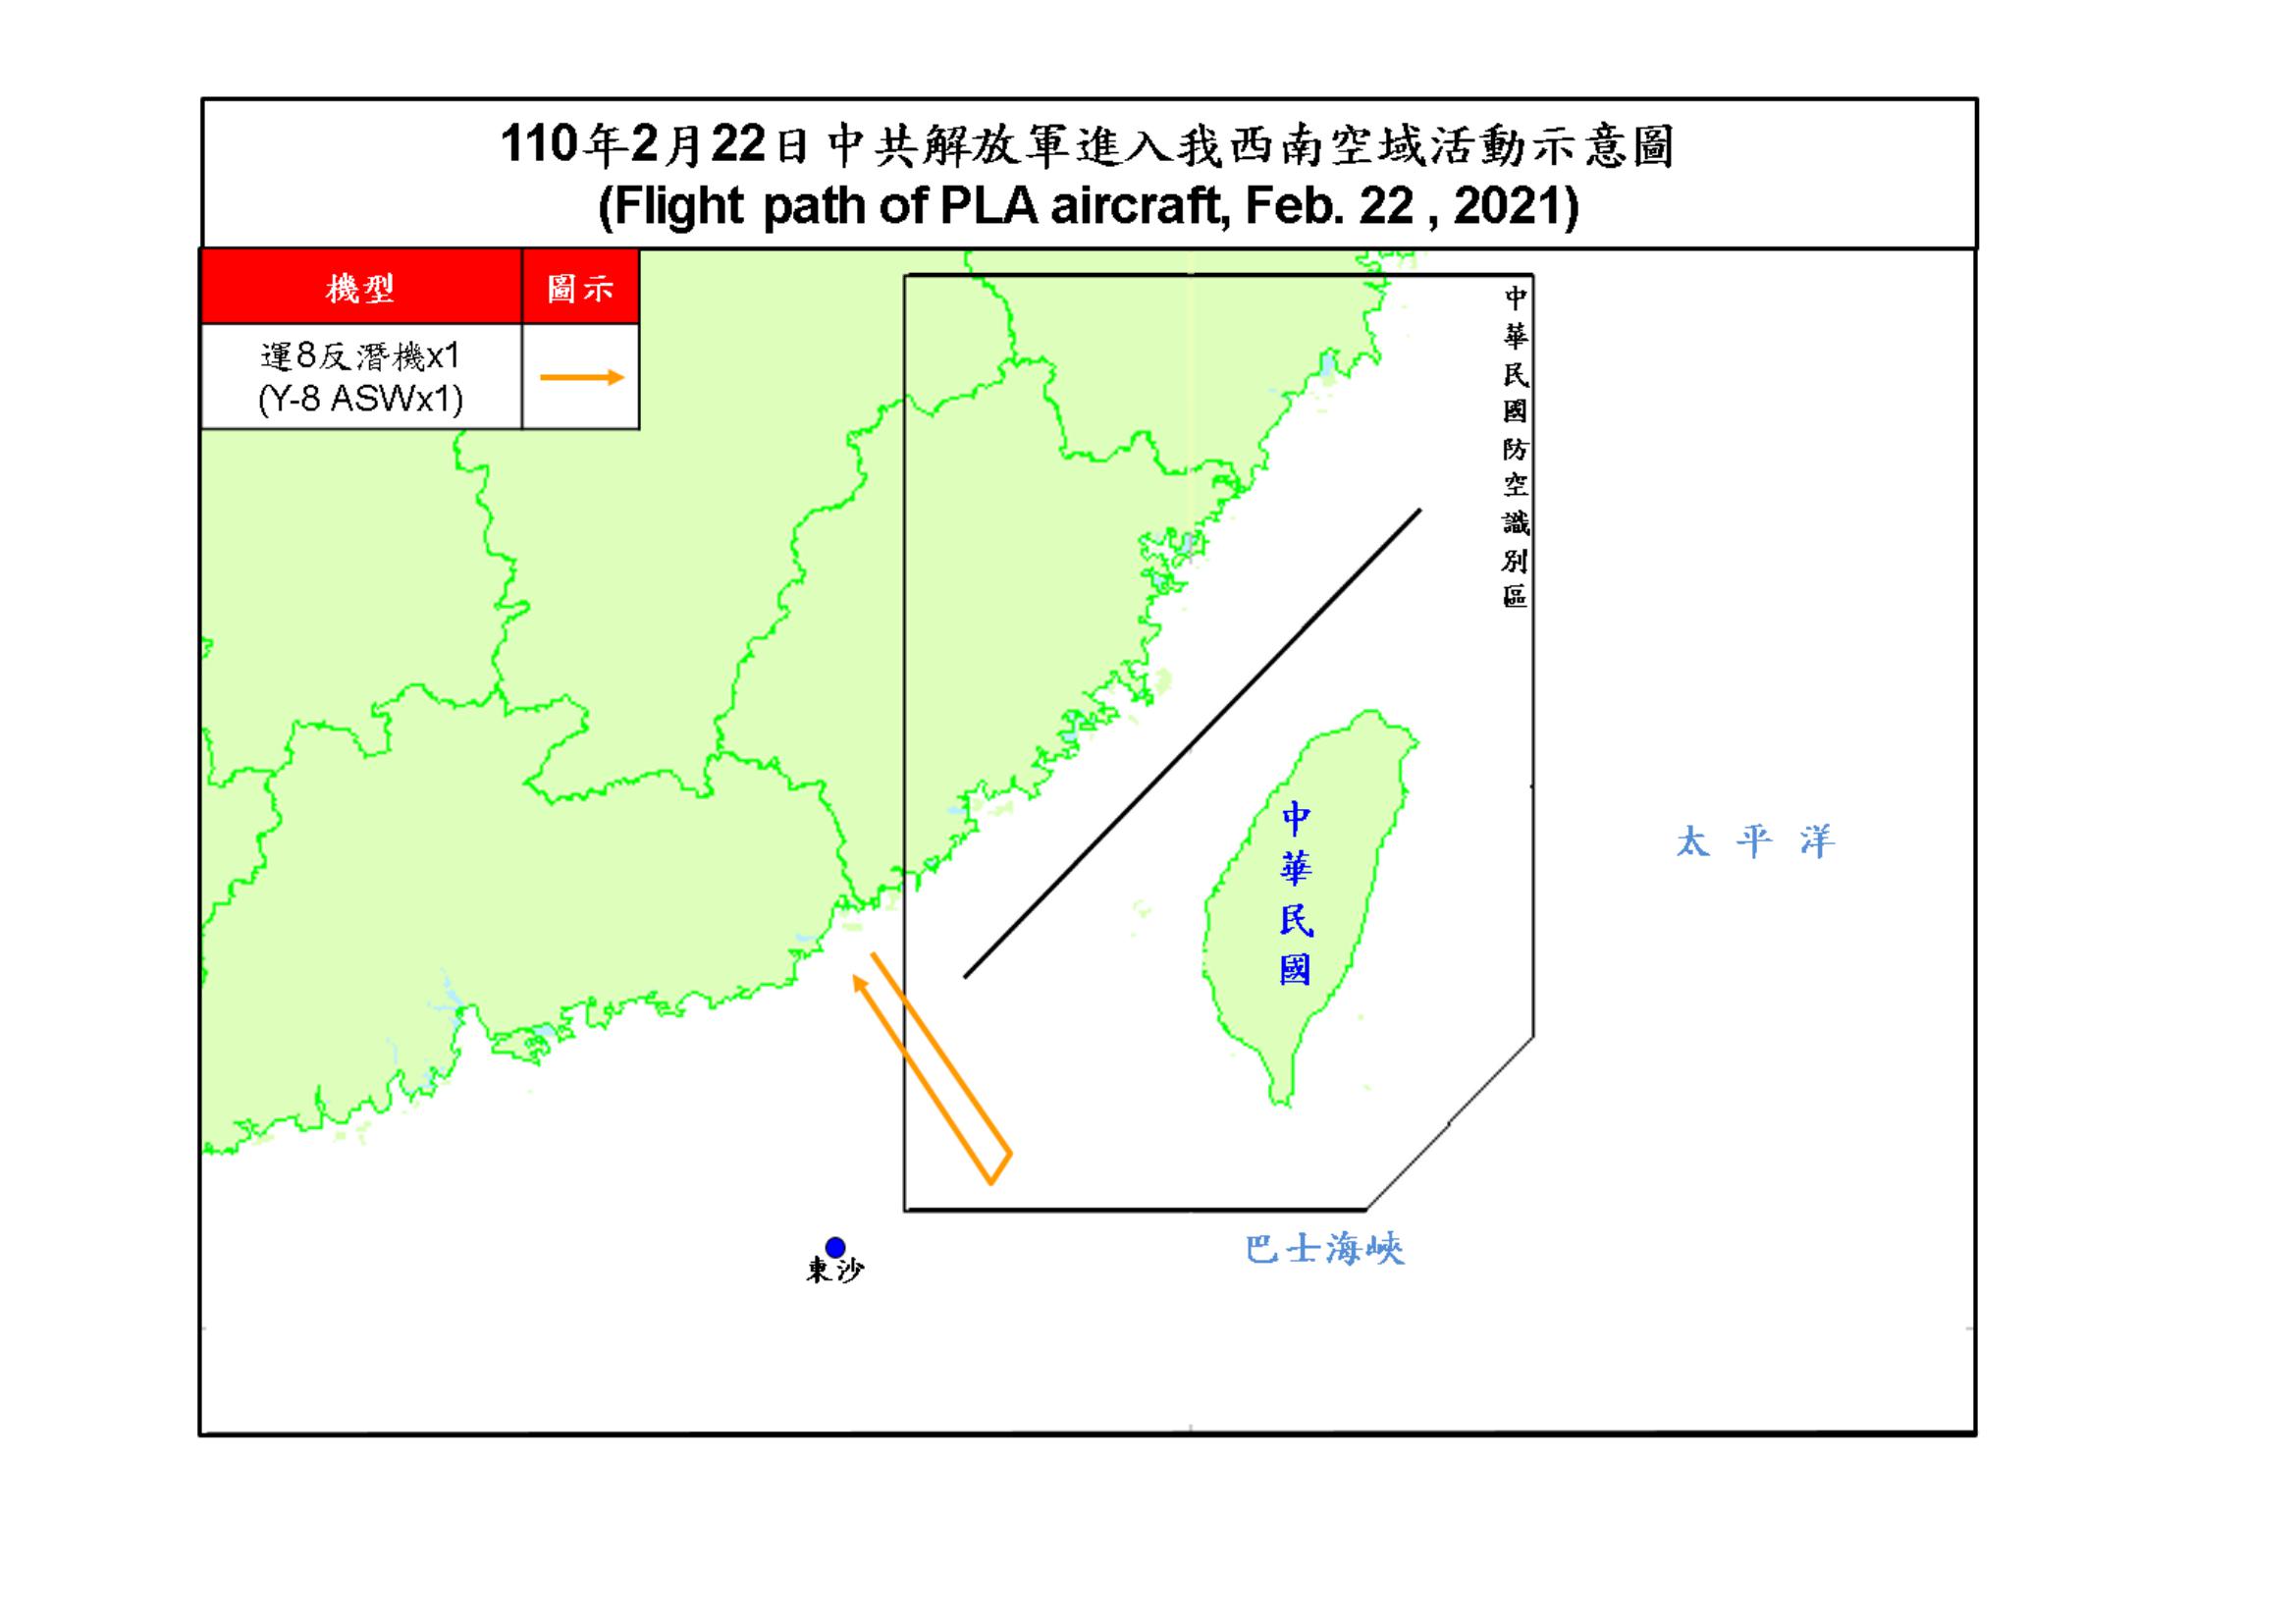 110年2月22日中共解放軍進入我西南空域活動示意圖
(Flight path of PLA aircraft, Feb. 22 , 2021)
機型
圖示
運8反潛機x1
(Y-8 ASWx1)
中華民國防空識別區
中華民國
太平洋
巴士海峽
東沙